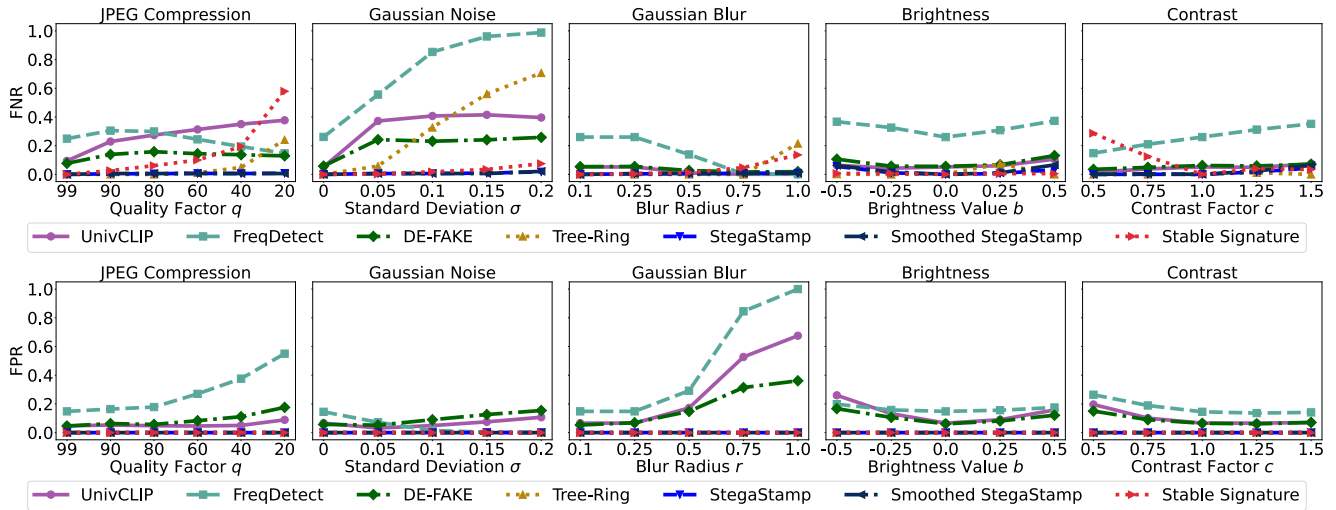 JPEG Compression Gaussian Noise Gaussian Blur Brightness Contrast
FNR
1.0
0.8
0.6
0.4
0.2
0.0
99 90 80 60 40 20 0 0.05 0.1 0.15 0.2 0.1 0.25 0.5 0.75 1.0 -0.5 -0.25 0.0 0.25 0.5 0.5 0.75 1.0 1.25 1.5
Quality Factor q Standard Deviation σ Blur Radius r Brightness Value b Contrast Factor c
UnivCLIP FreqDetect DE-FAKE Tree-Ring StegaStamp Smoothed StegaStamp Stable Signature
JPEG Compression Gaussian Noise Gaussian Blur Brightness Contrast
FPR
1.0
0.8
0.6
0.4
0.2
0.0
99 90 80 60 40 20 0 0.05 0.1 0.15 0.2 0.1 0.25 0.5 0.75 1.0 -0.5 -0.25 0.0 0.25 0.5 0.5 0.75 1.0 1.25 1.5
Quality Factor q Standard Deviation σ Blur Radius r Brightness Value b Contrast Factor c
UnivCLIP FreqDetect DE-FAKE Tree-Ring StegaStamp Smoothed StegaStamp Stable Signature